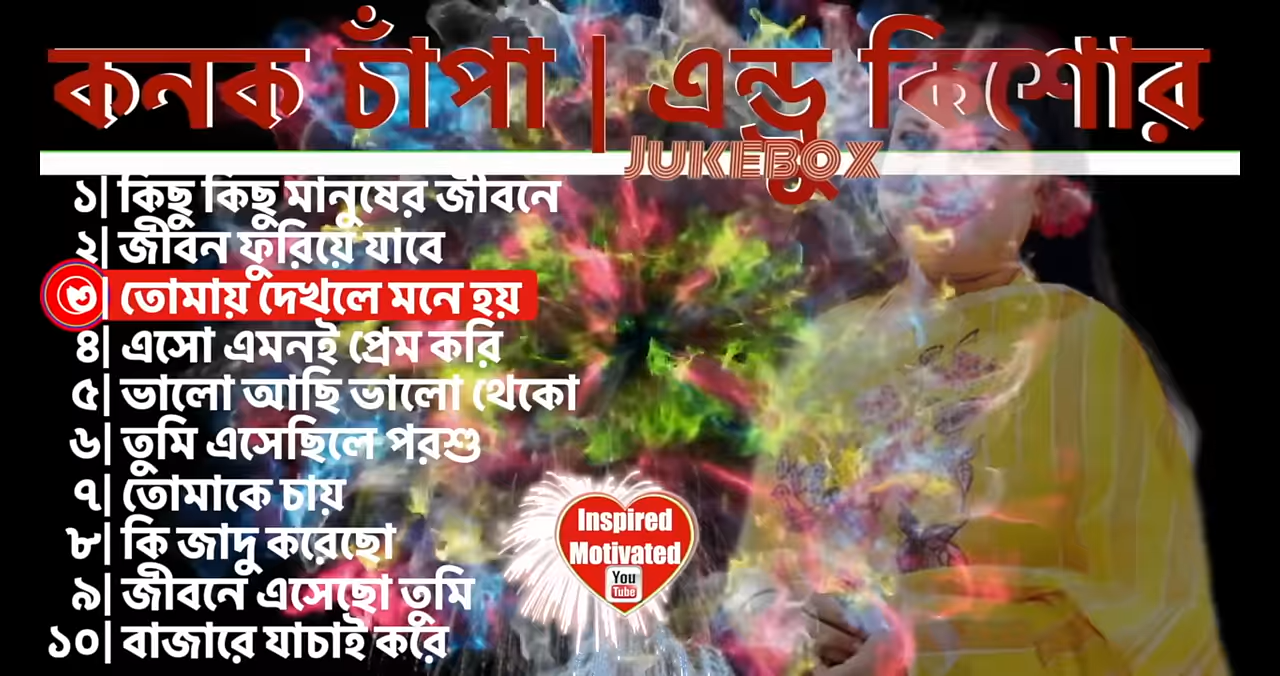 কনক চাঁপা | এন্ড্রু কিশোর
JUKEBOX
১| কিছু কিছু মানুষের জীবনে
২| জীবন ফুরিয়ে যাবে
৩| তোমায় দেখলে মনে হয়
৪| এসো এমনই প্রেম করি
৫| ভালো আছি ভালো থেকো
৬| তুমি এসেছিলে পরশু
৭| তোমাকে চায়
৮| কি জাদু করেছো
৯| জীবনে এসেছো তুমি
১০| বাজারে যাচাই করে
Inspired
Motivated
You
Tube